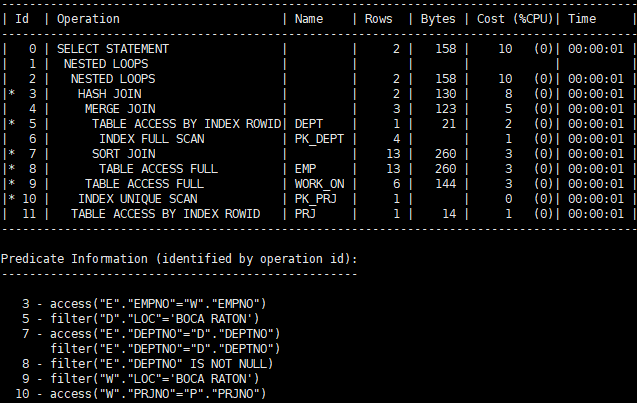 ---------------------------------------------------------------------------------------------
| Id  | Operation                       | Name    | Rows  | Bytes | Cost (%CPU)| Time     |
---------------------------------------------------------------------------------------------
|   0 | SELECT STATEMENT                |         |     2 |   158 |    10   (0)| 00:00:01 |
|   1 |  NESTED LOOPS                   |         |       |       |            |          |
|   2 |   NESTED LOOPS                  |         |     2 |   158 |    10   (0)| 00:00:01 |
|*  3 |    HASH JOIN                    |         |     2 |   130 |     8   (0)| 00:00:01 |
|   4 |     MERGE JOIN                  |         |     3 |   123 |     5   (0)| 00:00:01 |
|*  5 |      TABLE ACCESS BY INDEX ROWID| DEPT    |     1 |    21 |     2   (0)| 00:00:01 |
|   6 |       INDEX FULL SCAN           | PK_DEPT |     4 |       |     1   (0)| 00:00:01 |
|*  7 |      SORT JOIN                  |         |    13 |   260 |     3   (0)| 00:00:01 |
|*  8 |       TABLE ACCESS FULL         | EMP     |    13 |   260 |     3   (0)| 00:00:01 |
|*  9 |     TABLE ACCESS FULL           | WORK_ON |     6 |   144 |     3   (0)| 00:00:01 |
|* 10 |    INDEX UNIQUE SCAN            | PK_PRJ  |     1 |       |     0   (0)| 00:00:01 |
|  11 |   TABLE ACCESS BY INDEX ROWID   | PRJ     |     1 |    14 |     1   (0)| 00:00:01 |
---------------------------------------------------------------------------------------------
Predicate Information (identified by operation id):
---------------------------------------------------
3 - access("E"."EMPNO"="W"."EMPNO")
5 - filter("D"."LOC"='BOCA RATON')
7 - access("E"."DEPTNO"="D"."DEPTNO")
filter("E"."DEPTNO"="D"."DEPTNO")
8 - filter("E"."DEPTNO" IS NOT NULL)
9 - filter("W"."LOC"='BOCA RATON')
10 - access("W"."PRJNO"="P"."PRJNO")